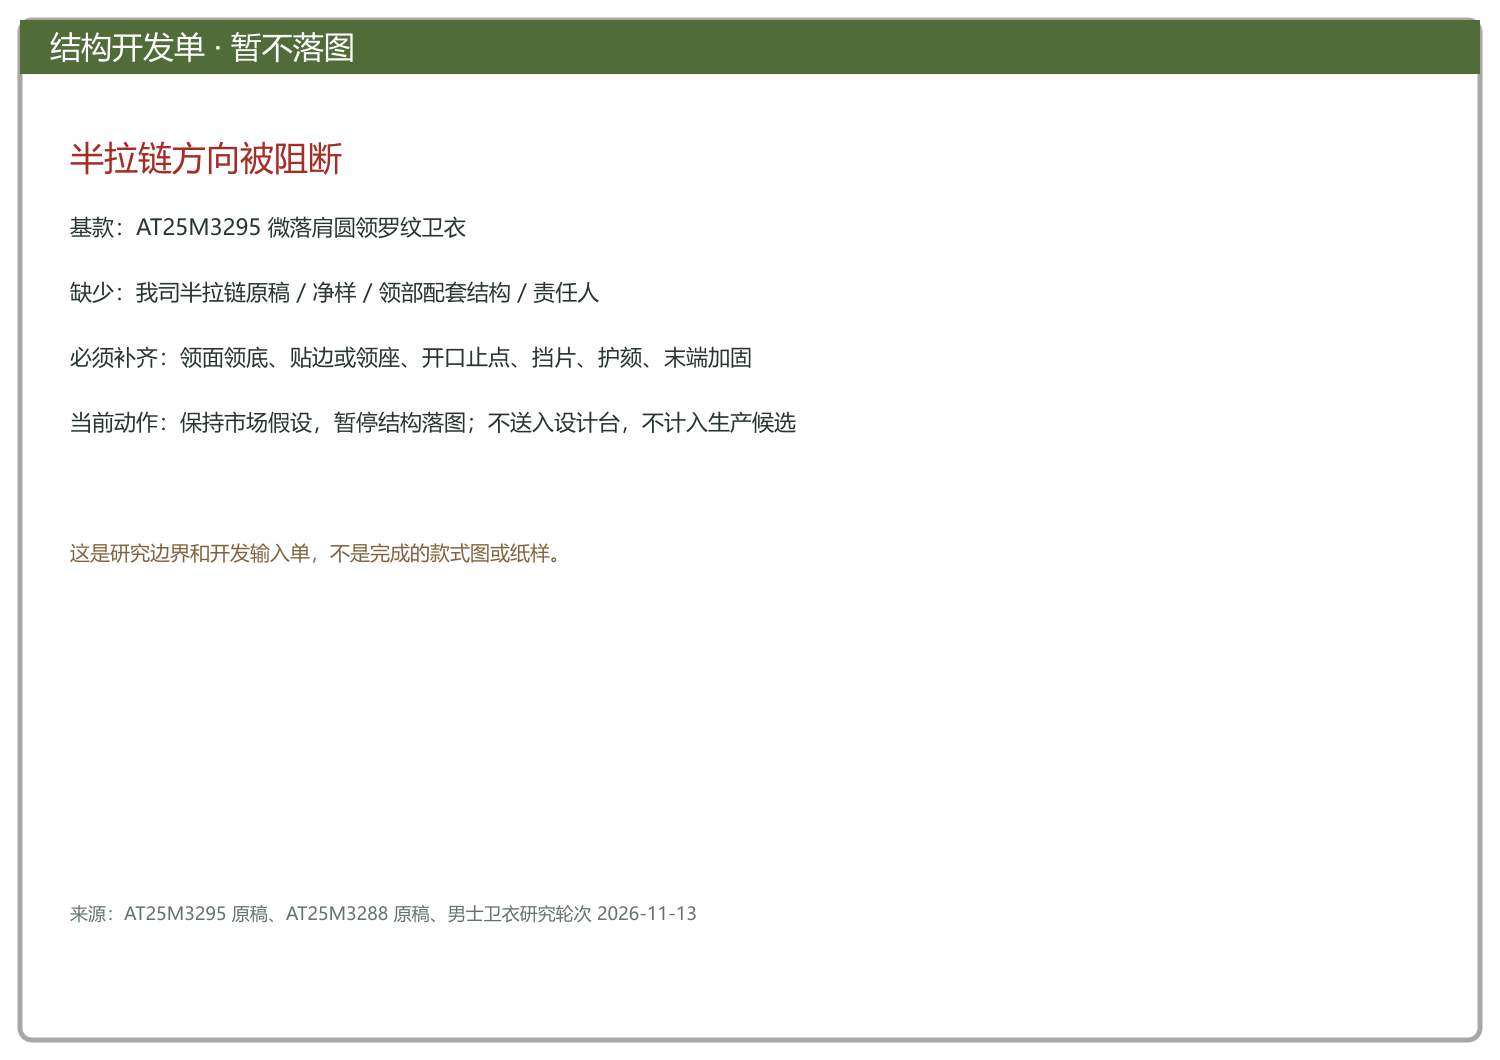 结构开发单 · 暂不落图
半拉链方向被阻断
基款：AT25M3295 微落肩圆领罗纹卫衣
缺少：我司半拉链原稿 / 净样 / 领部配套结构 / 责任人
必须补齐：领面领底、贴边或领座、开口止点、挡片、护颏、末端加固
当前动作：保持市场假设，暂停结构落图；不送入设计台，不计入生产候选
这是研究边界和开发输入单，不是完成的款式图或纸样。
来源：AT25M3295 原稿、AT25M3288 原稿、男士卫衣研究轮次 2026-11-13